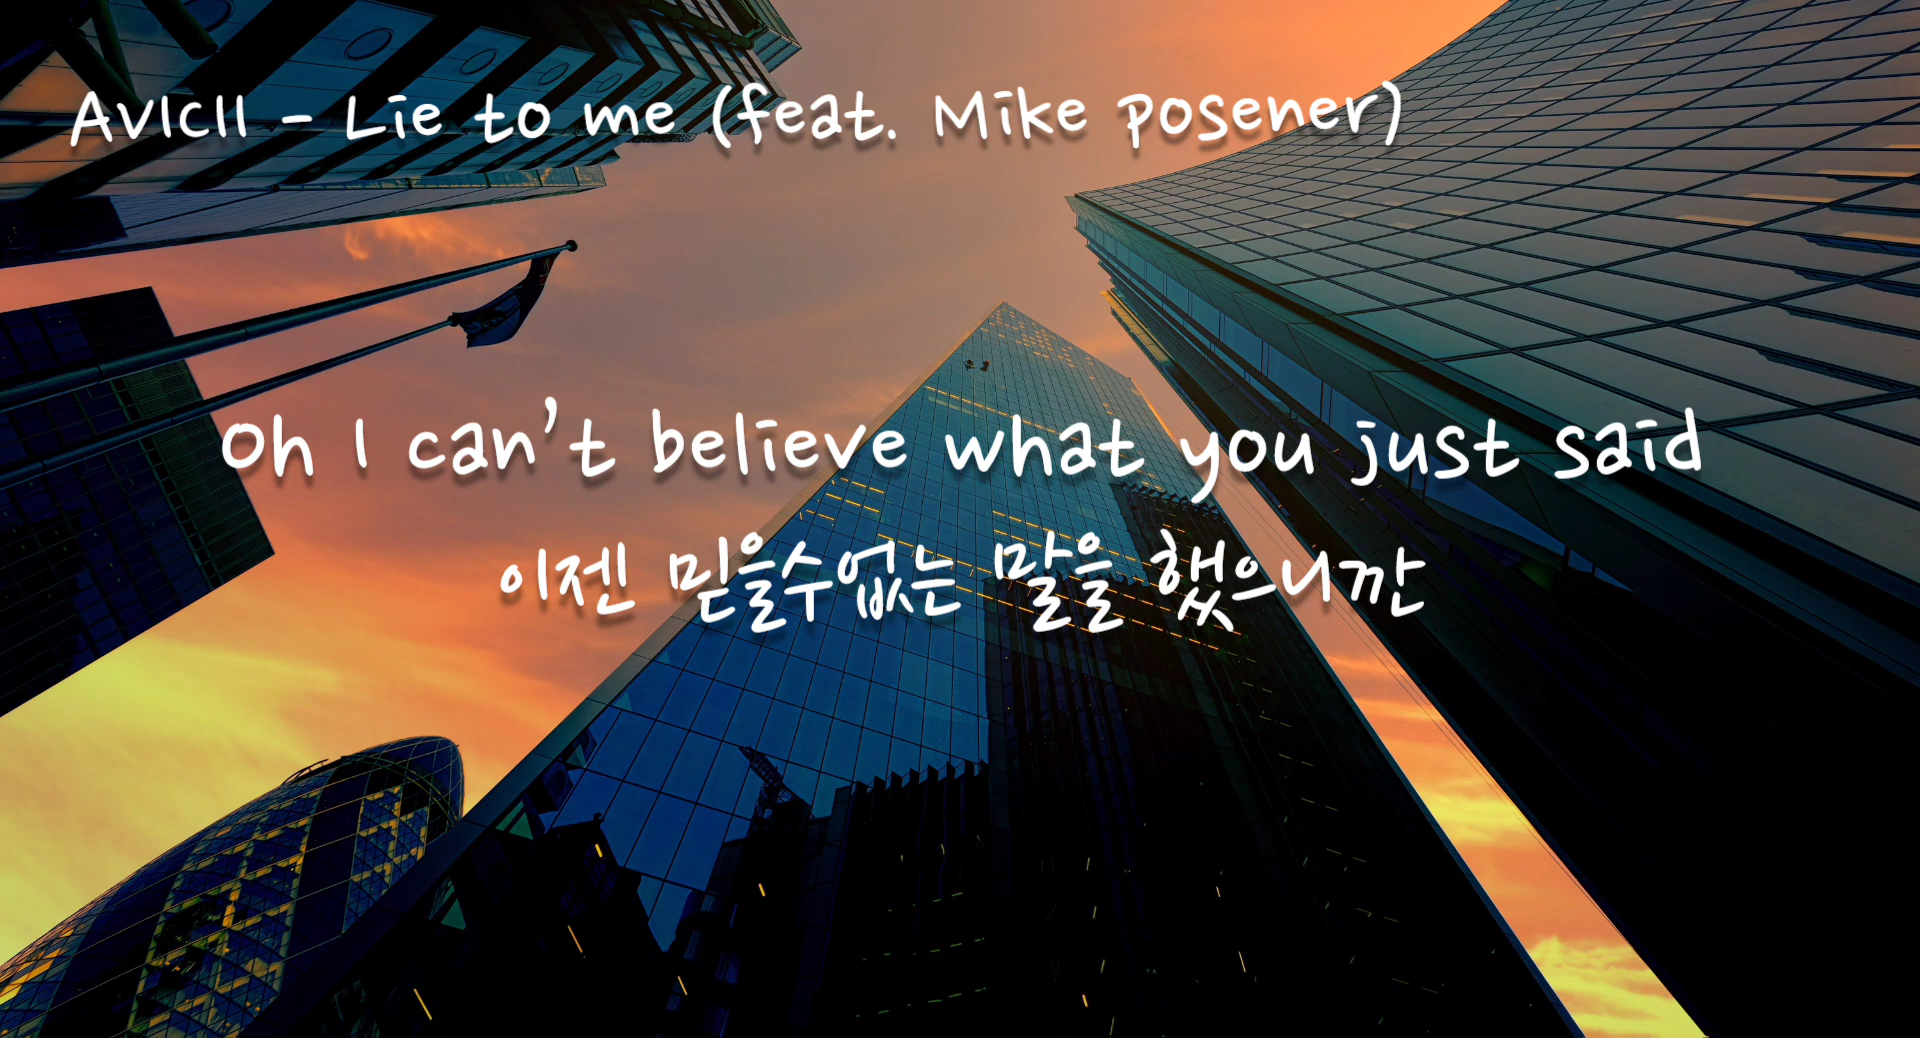 AVICII - Lie to me (feat. Mike posener)
Oh I can't believe what you just said
이젠 믿을수없는 말을 했으니깐